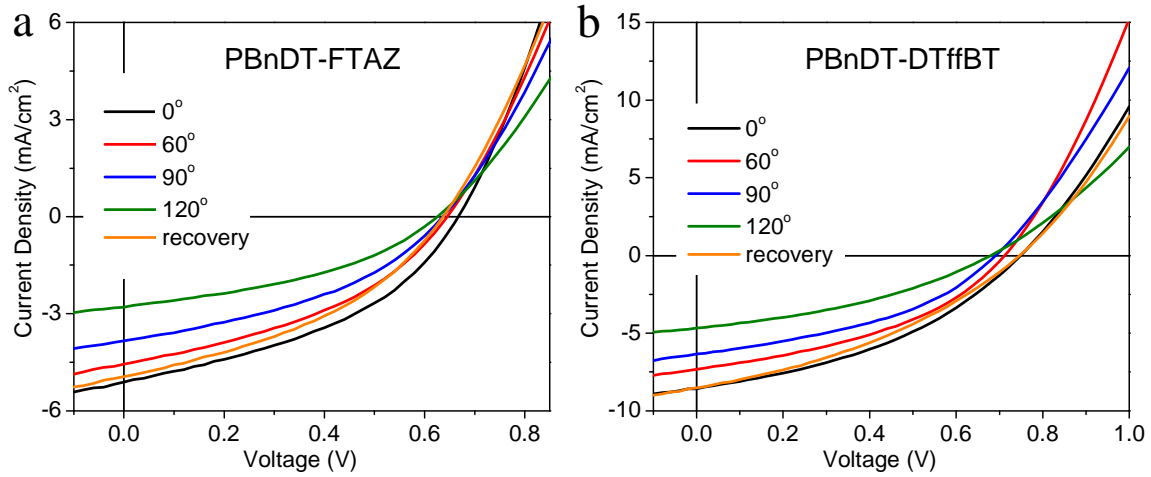 a
PBnDT-FTAZ
6
3
0
-3
-6
Current Density (mA/cm²)
0°
60°
90°
120°
recovery
0.0 0.2 0.4 0.6 0.8
Voltage (V)
b
PBnDT-DTffBT
15
10
5
0
-5
-10
Current Density (mA/cm²)
0°
60°
90°
120°
recovery
0.0 0.2 0.4 0.6 0.8 1.0
Voltage (V)